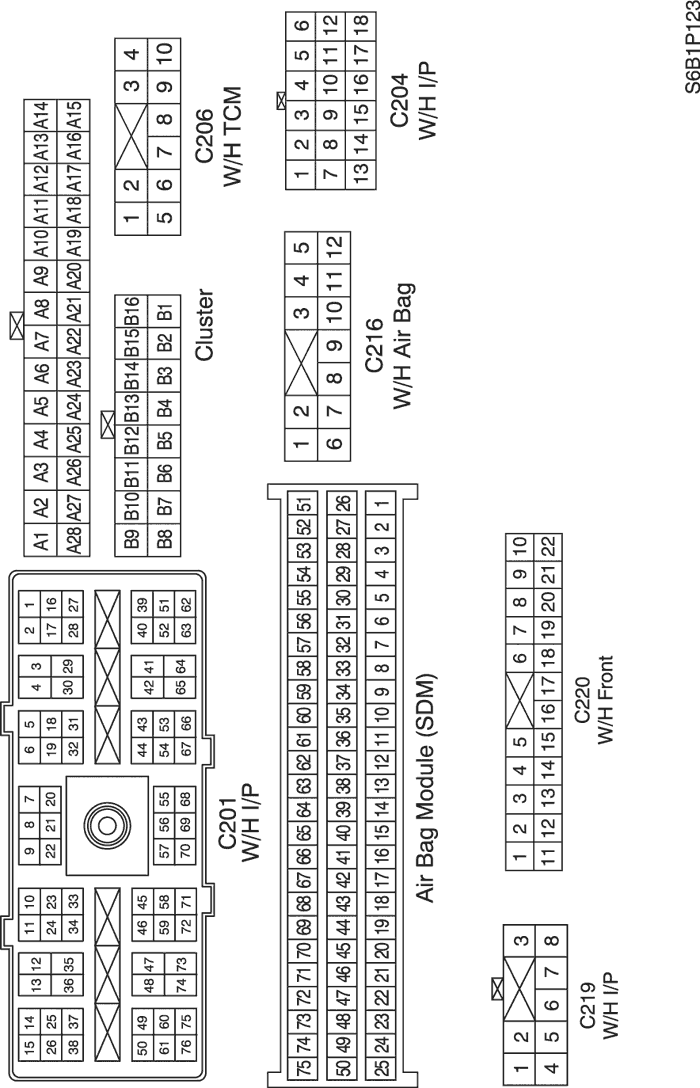 15 14 13 12 11 10 9 8 7 6 5 4 3 2 1
26 25 36 35 24 23 22 21 20 19 18 30 29 17 16
38 37 34 33 32 31 28 27
50 49 48 47 46 45 57 56 55 44 43 42 41 40 39
61 60 74 73 59 58 70 69 68 54 53 65 64 52 51
76 75 72 71 67 66 63 62
C201
W/H I/P
A1 A2 A3 A4 A5 A6 A7 A8 A9 A10 A11 A12 A13 A14
A28 A27 A26 A25 A24 A23 A22 A21 A20 A19 A18 A17 A16 A15
B9 B10 B11 B12 B13 B14 B15 B16
B8 B7 B6 B5 B4 B3 B2 B1
Cluster
1 2 3 4
5 6 7 8 9 10
C206
W/H TCM
75 74 73 72 71 70 69 68 67 66 65 64 63 62 61 60 59 58 57 56 55 54 53 52 51
50 49 48 47 46 45 44 43 42 41 40 39 38 37 36 35 34 33 32 31 30 29 28 27 26
25 24 23 22 21 20 19 18 17 16 15 14 13 12 11 10 9 8 7 6 5 4 3 2 1
Air Bag Module (SDM)
1 2 3 4 5
6 7 8 9 10 11 12
C216
W/H Air Bag
1 2 3 4 5 6
7 8 9 10 11 12
13 14 15 16 17 18
C204
W/H I/P
1 2 3
4 5 6 7 8
C219
W/H I/P
1 2 3 4 5 6 7 8 9 10
11 12 13 14 15 16 17 18 19 20 21 22
C220
W/H Front
S6B1P123